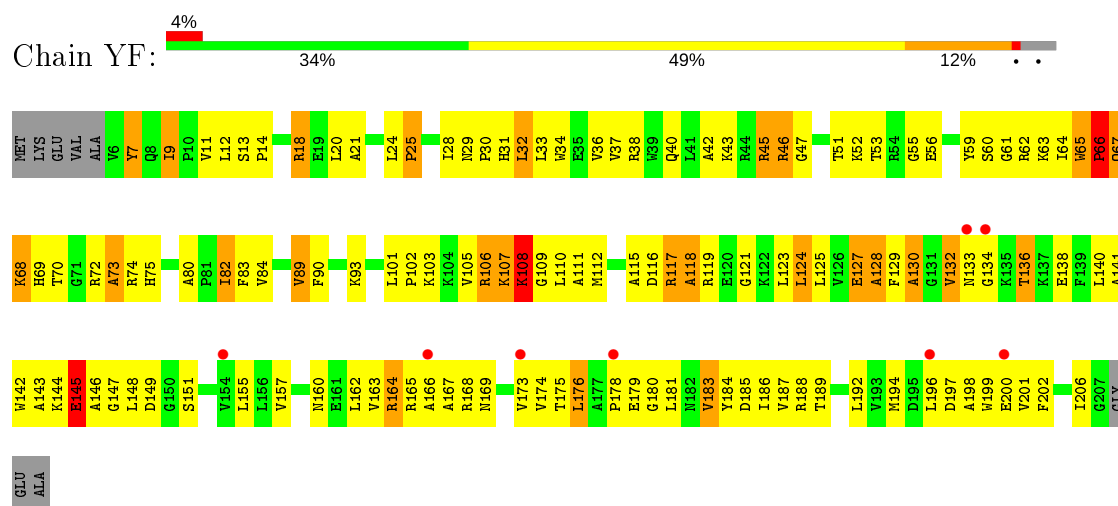 4%
Chain YF:
34% 49% 12% • •
MET LYS GLU VAL ALA V6 Y7 Q8 I9 P10 V11 L12 S13 P14 R18 E19 L20 A21 L24 P25 I28 N29 P30 H31 L32 L33 W34 E35 V36 V37 R38 W39 Q40 L41 A42 K43 R44 R45 R46 G47 T51 K52 T53 R54 G55 E56 Y59 S60 G61 R62 K63 I64 W65 P66 Q67
K68 H69 T70 G71 R72 A73 R74 H75 A80 P81 I82 F83 V84 V89 F90 K93 L101 P102 K103 K104 V105 R106 K107 K108 G109 L110 A111 M112 A115 D116 R117 A118 R119 E120 G121 K122 L123 L124 L125 V126 E127 A128 F129 A130 G131 V132 N133 G134 K135 T136 K137 E138 F139 L140 A141
W142 A143 K144 E145 A146 G147 L148 D149 G150 S151 V154 L155 L156 V157 N160 E161 L162 V163 R164 R165 A166 A167 R168 N169 V173 V174 T175 L176 A177 P178 E179 G180 L181 N182 V183 Y184 D185 I186 V187 R188 T189 L192 V193 M194 D195 L196 D197 A198 W199 E200 V201 F202 I206 G207 GLY
GLU ALA